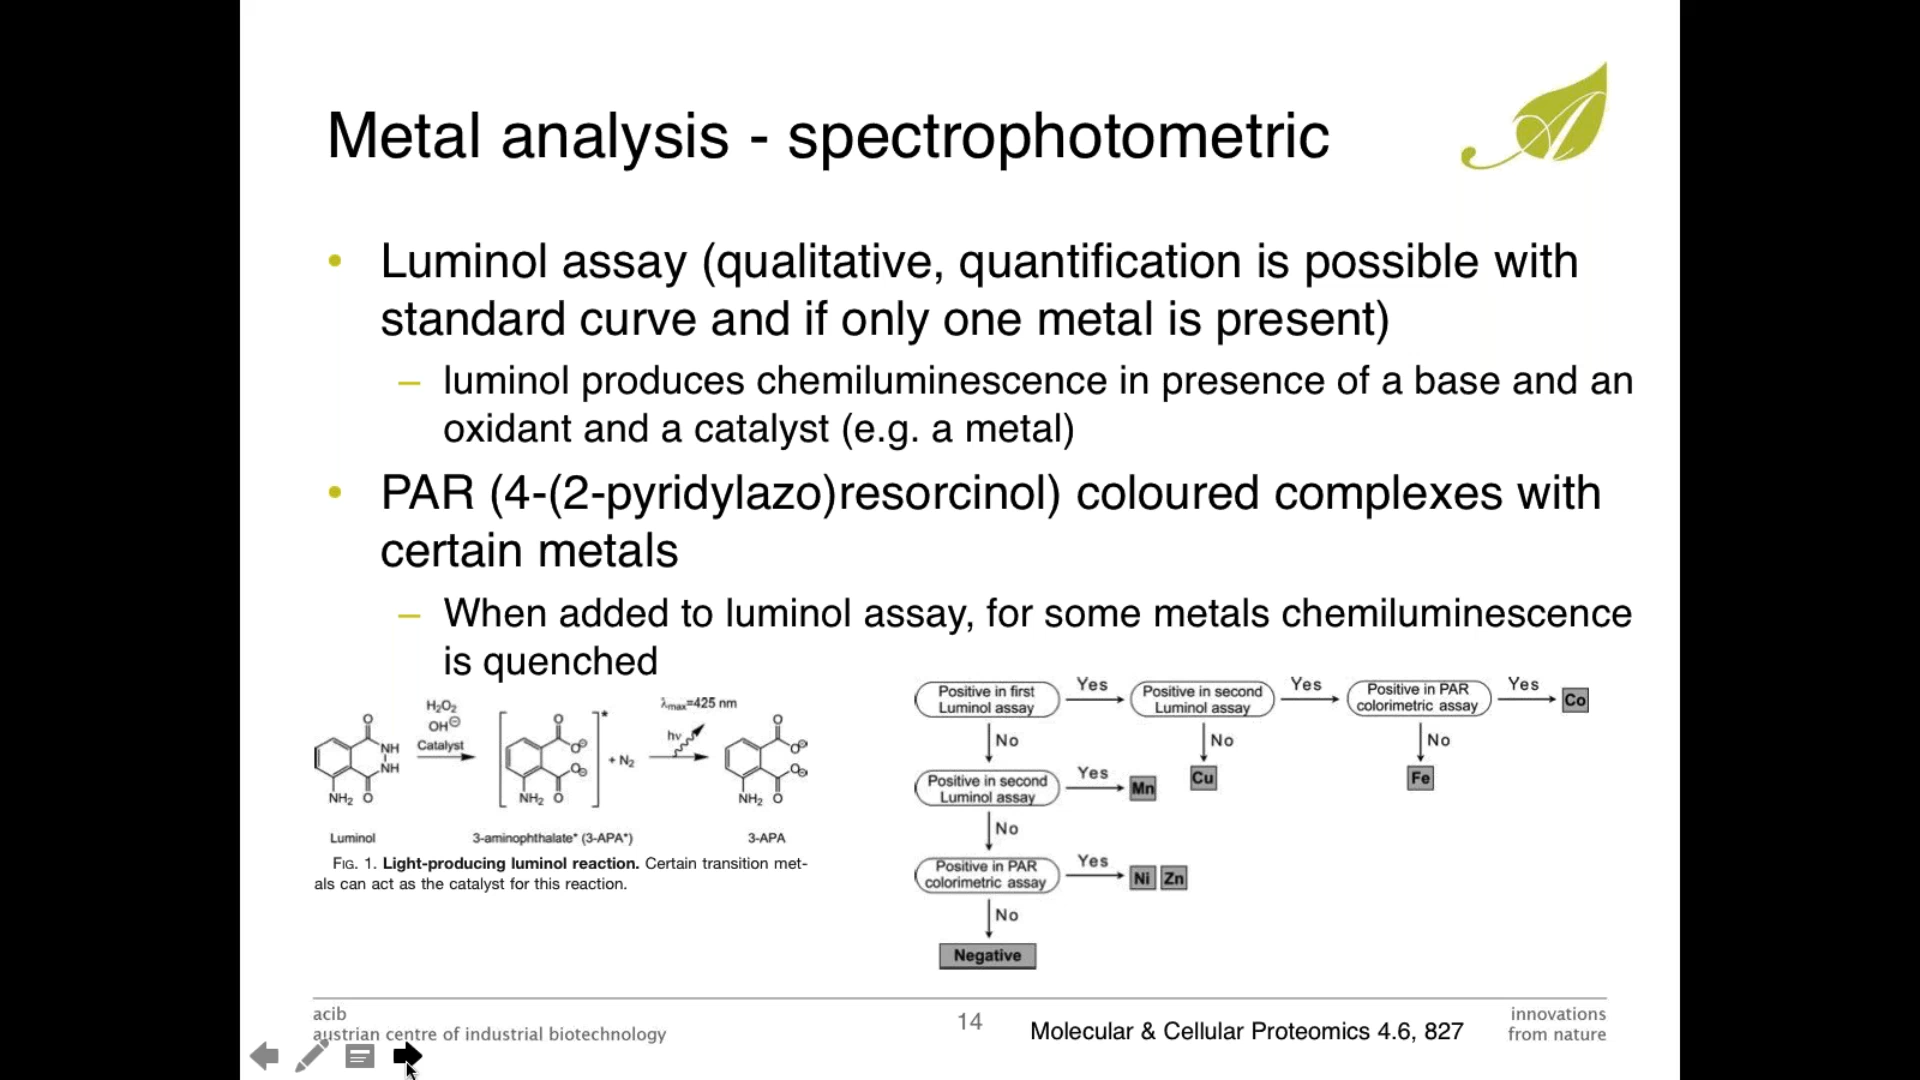 Metal analysis - spectrophotometric
• Luminol assay (qualitative, quantification is possible with
standard curve and if only one metal is present)
– luminol produces chemiluminescence in presence of a base and an
oxidant and a catalyst (e.g. a metal)
• PAR (4-(2-pyridylazo)resorcinol) coloured complexes with
certain metals
– When added to luminol assay, for some metals chemiluminescence
is quenched
H₂O₂
OH⊖
Catalyst
O
NH
NH
NH₂ O
Luminol
*
O
O⊖
O⊖
NH₂ O
+ N₂
3-aminophthalate* (3-APA*)
λmax=425 nm
hν
O
O⊖
O⊖
NH₂ O
3-APA
FIG. 1. Light-producing luminol reaction. Certain transition met-
als can act as the catalyst for this reaction.
Positive in first
Luminol assay
Yes
Positive in second
Luminol assay
Yes
Positive in PAR
colorimetric assay
Yes
Co
No
No
No
Positive in second
Luminol assay
Yes
Mn
Cu
Fe
No
Positive in PAR
colorimetric assay
Yes
Ni Zn
No
Negative
acib
austrian centre of industrial biotechnology
14
Molecular & Cellular Proteomics 4.6, 827
innovations
from nature